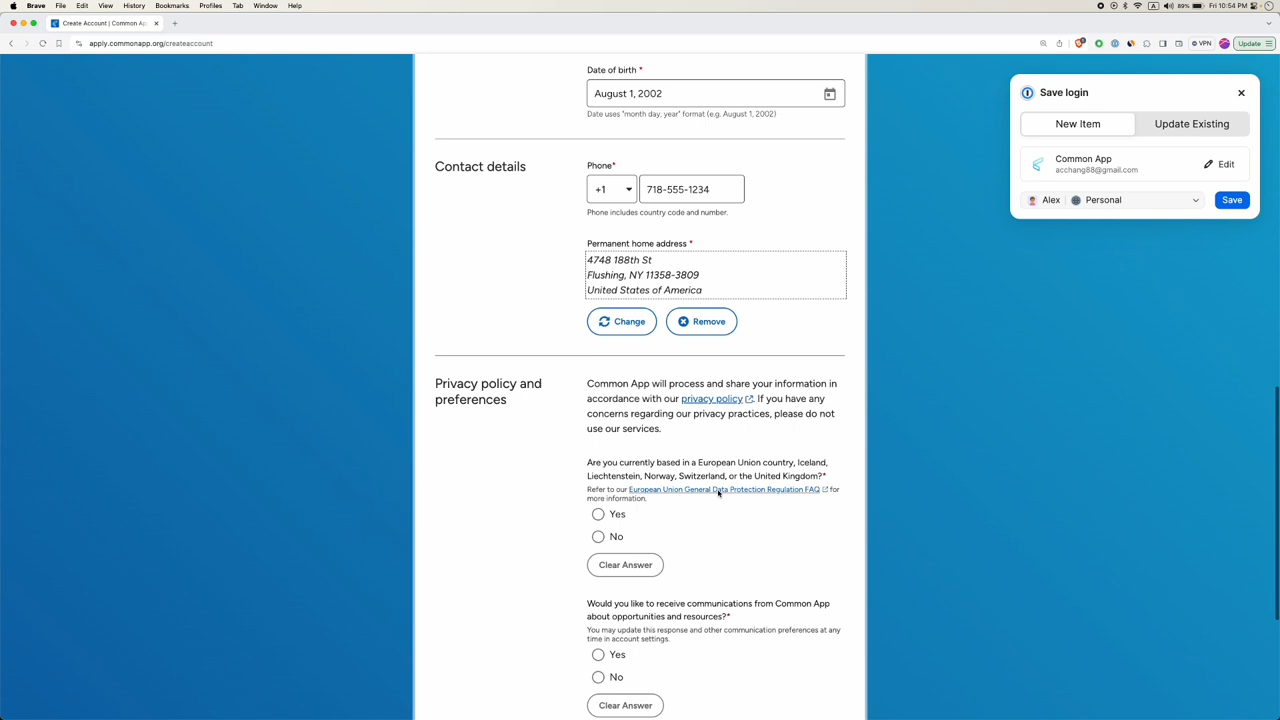 Brave File Edit View History Bookmarks Profiles Tab Window Help
A 89% Fri 10:54 PM
Create Account | Common Ap
apply.commonapp.org/createaccount
VPN
Update
Date of birth *
August 1, 2002
Date uses "month day, year" format (e.g. August 1, 2002)
Save login
New Item
Update Existing
Common App
acchang88@gmail.com
Edit
Alex
Personal
Save
Contact details
Phone*
+1
718-555-1234
Phone includes country code and number.
Permanent home address *
4748 188th St
Flushing, NY 11358-3809
United States of America
Change
Remove
Privacy policy and
preferences
Common App will process and share your information in
accordance with our privacy policy. If you have any
concerns regarding our privacy practices, please do not
use our services.
Are you currently based in a European Union country, Iceland,
Liechtenstein, Norway, Switzerland, or the United Kingdom?*
Refer to our European Union General Data Protection Regulation FAQ for
more information.
Yes
No
Clear Answer
Would you like to receive communications from Common App
about opportunities and resources?*
You may update this response and other communication preferences at any
time in account settings.
Yes
No
Clear Answer